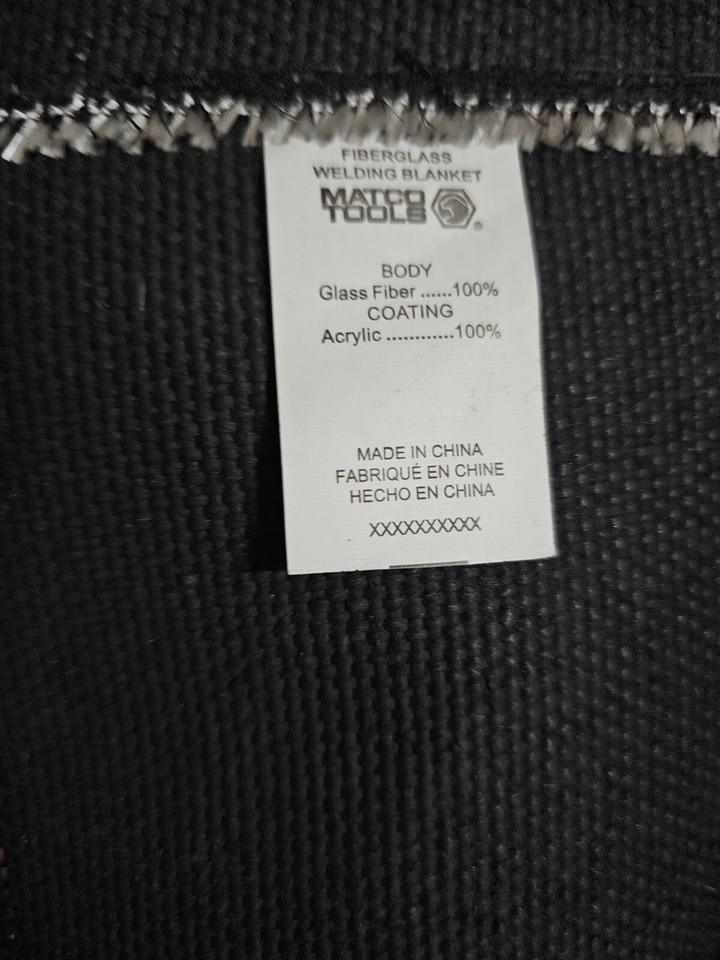 FIBERGLASS
WELDING BLANKET
MATCO
TOOLS ®
BODY
Glass Fiber ......100%
COATING
Acrylic ............100%
MADE IN CHINA
FABRIQUÉ EN CHINE
HECHO EN CHINA
XXXXXXXXXX